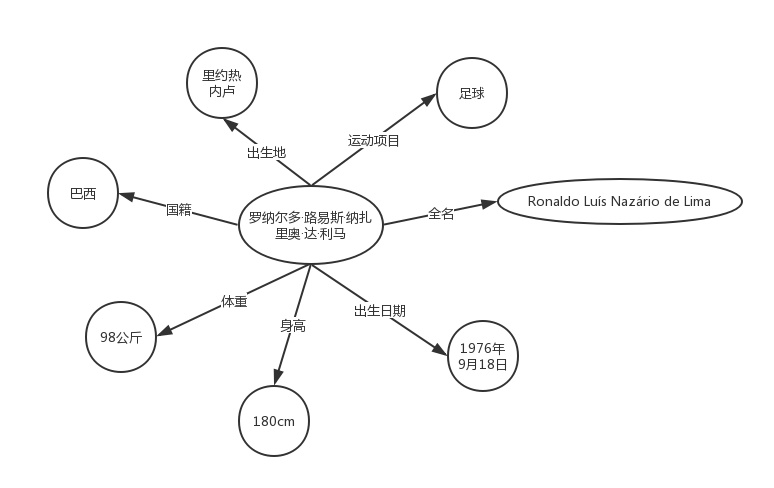 里约热
内卢
足球
出生地
运动项目
巴西
国籍
罗纳尔多·路易斯·纳扎
里奥·达·利马
全名
Ronaldo Luís Nazário de Lima
体重
身高
出生日期
98公斤
1976年
9月18日
180cm